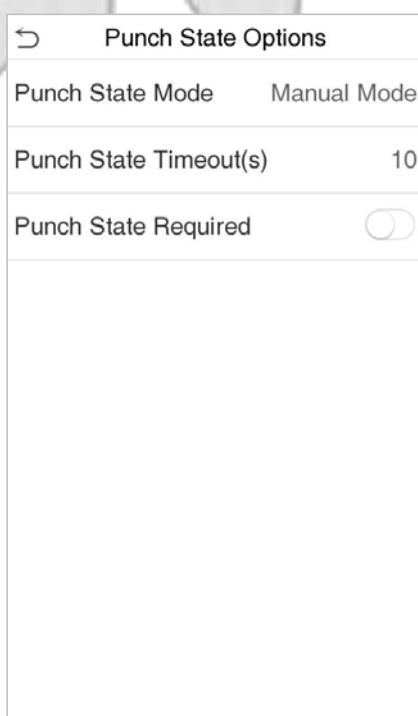 Punch State Options
Punch State Mode Manual Mode
Punch State Timeout(s) 10
Punch State Required